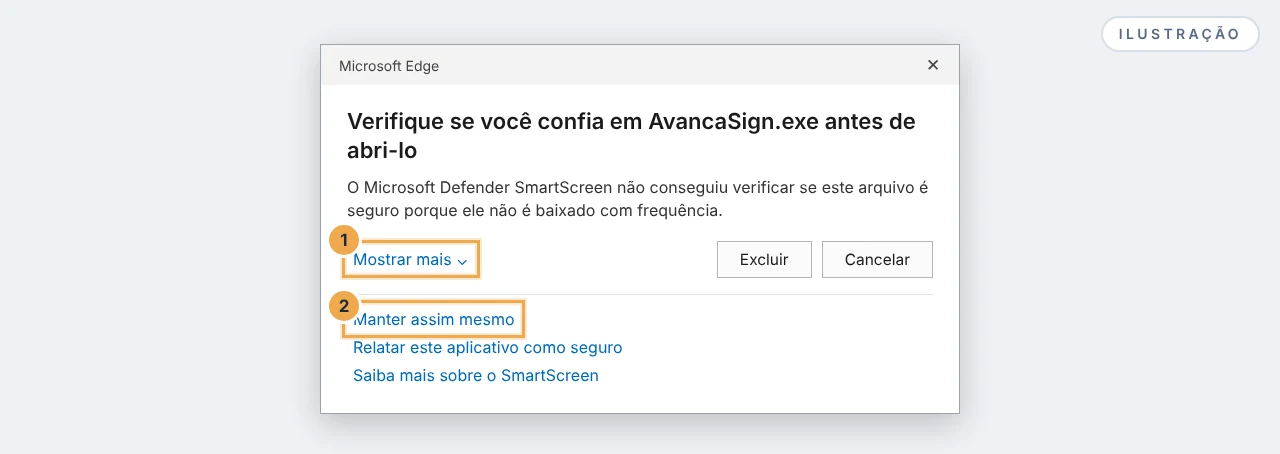 ILUSTRAÇÃO
Microsoft Edge
Verifique se você confia em AvancaSign.exe antes de
abri-lo
O Microsoft Defender SmartScreen não conseguiu verificar se este arquivo é
seguro porque ele não é baixado com frequência.
1
Mostrar mais
Excluir
Cancelar
2
Manter assim mesmo
Relatar este aplicativo como seguro
Saiba mais sobre o SmartScreen